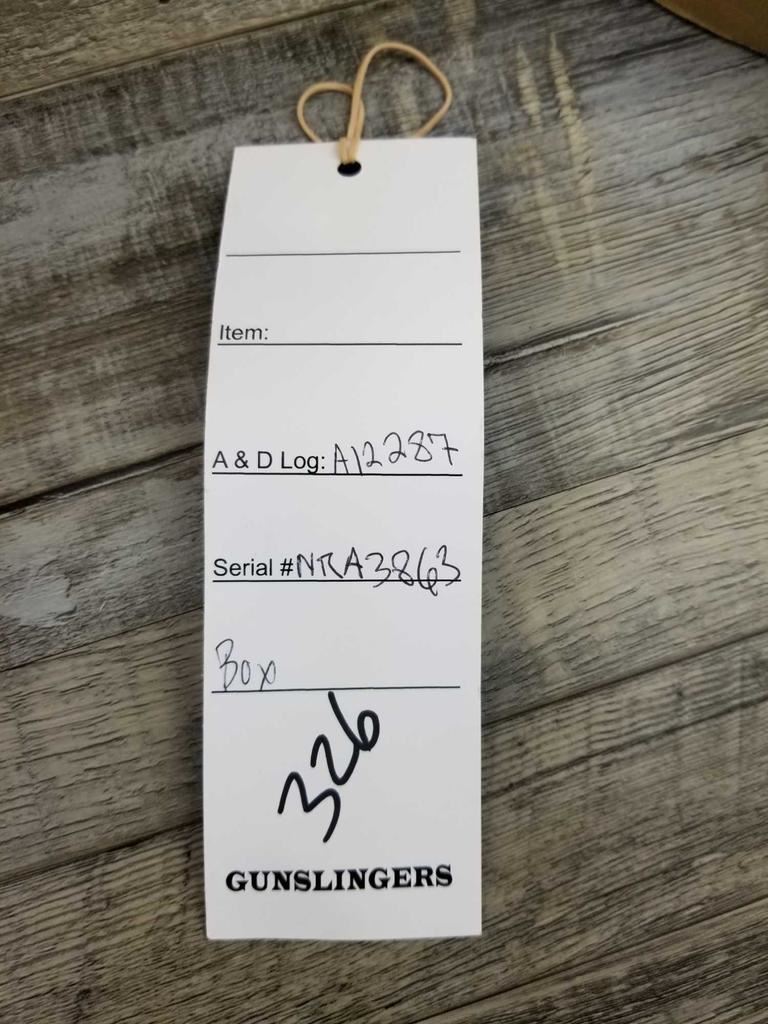 Item:
A & D Log: A12287
Serial # NRA3863
Box
326
GUNSLINGERS